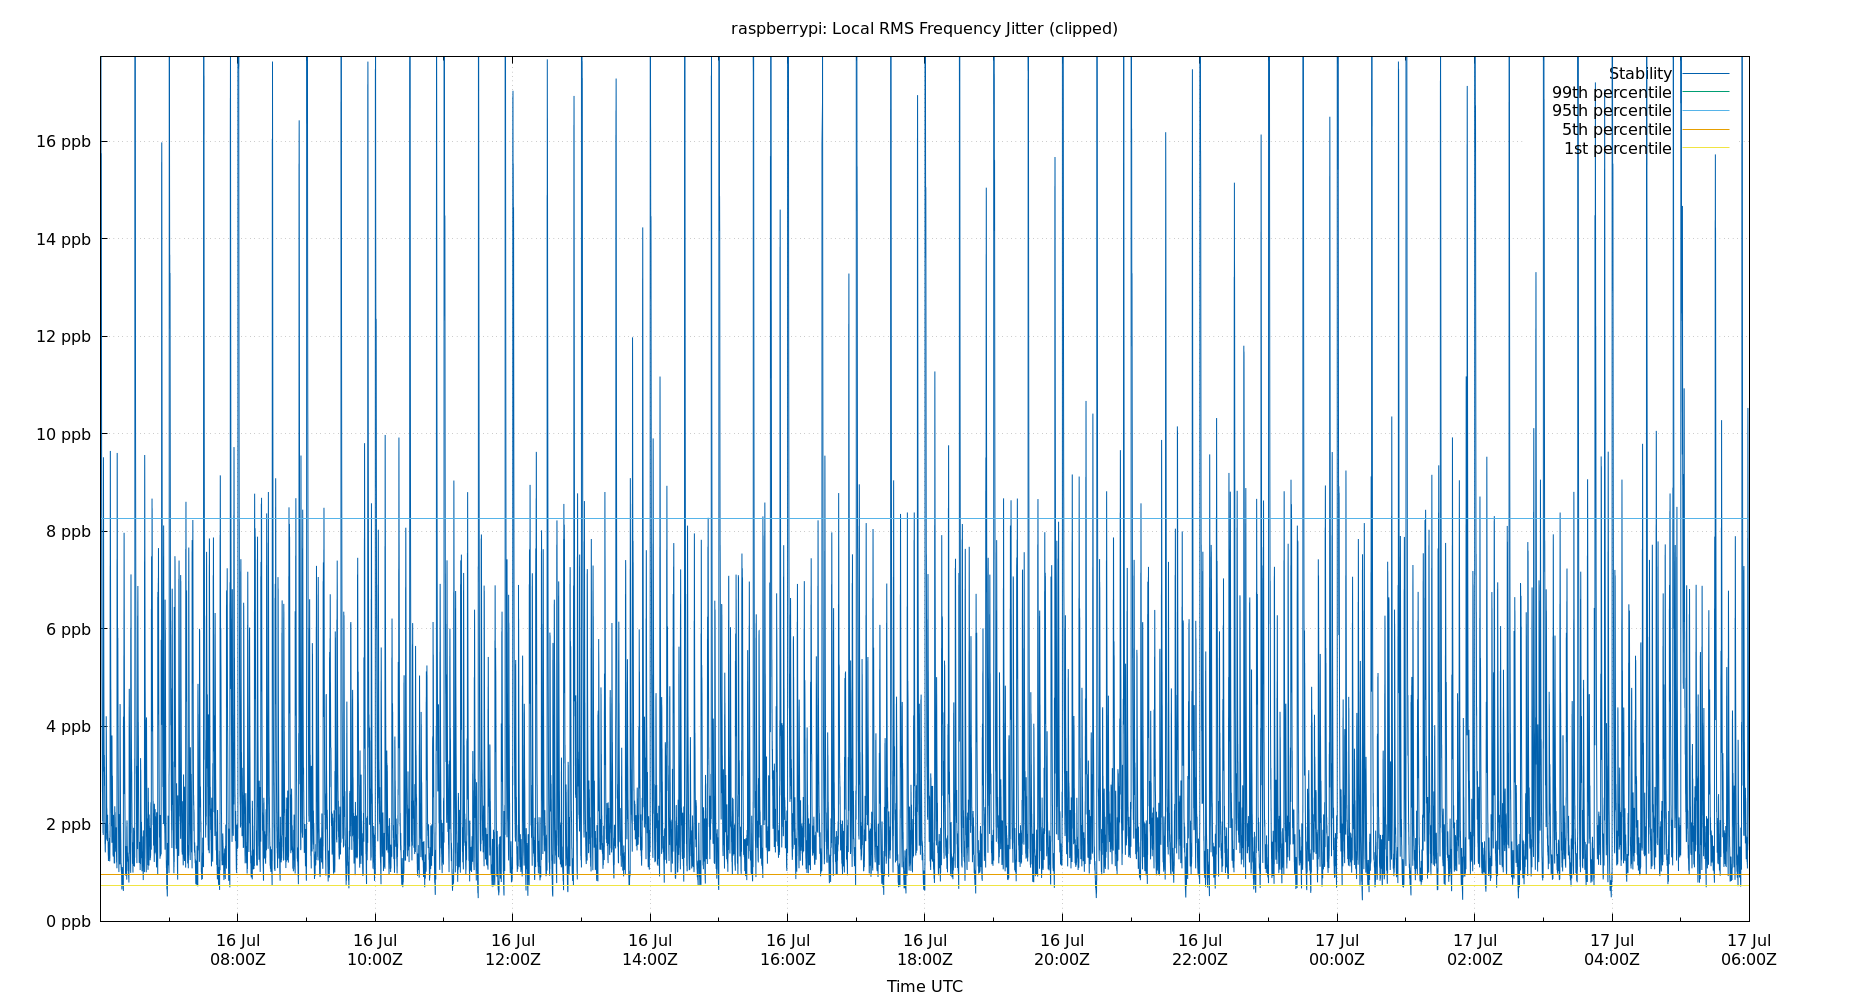 raspberrypi: Local RMS Frequency Jitter (clipped)
Stability
99th percentile
95th percentile
5th percentile
1st percentile
16 ppb
14 ppb
12 ppb
10 ppb
8 ppb
6 ppb
4 ppb
2 ppb
0 ppb
16 Jul 16 Jul 16 Jul 16 Jul 16 Jul 16 Jul 16 Jul 16 Jul 17 Jul 17 Jul 17 Jul 17 Jul
08:00Z 10:00Z 12:00Z 14:00Z 16:00Z 18:00Z 20:00Z 22:00Z 00:00Z 02:00Z 04:00Z 06:00Z
Time UTC